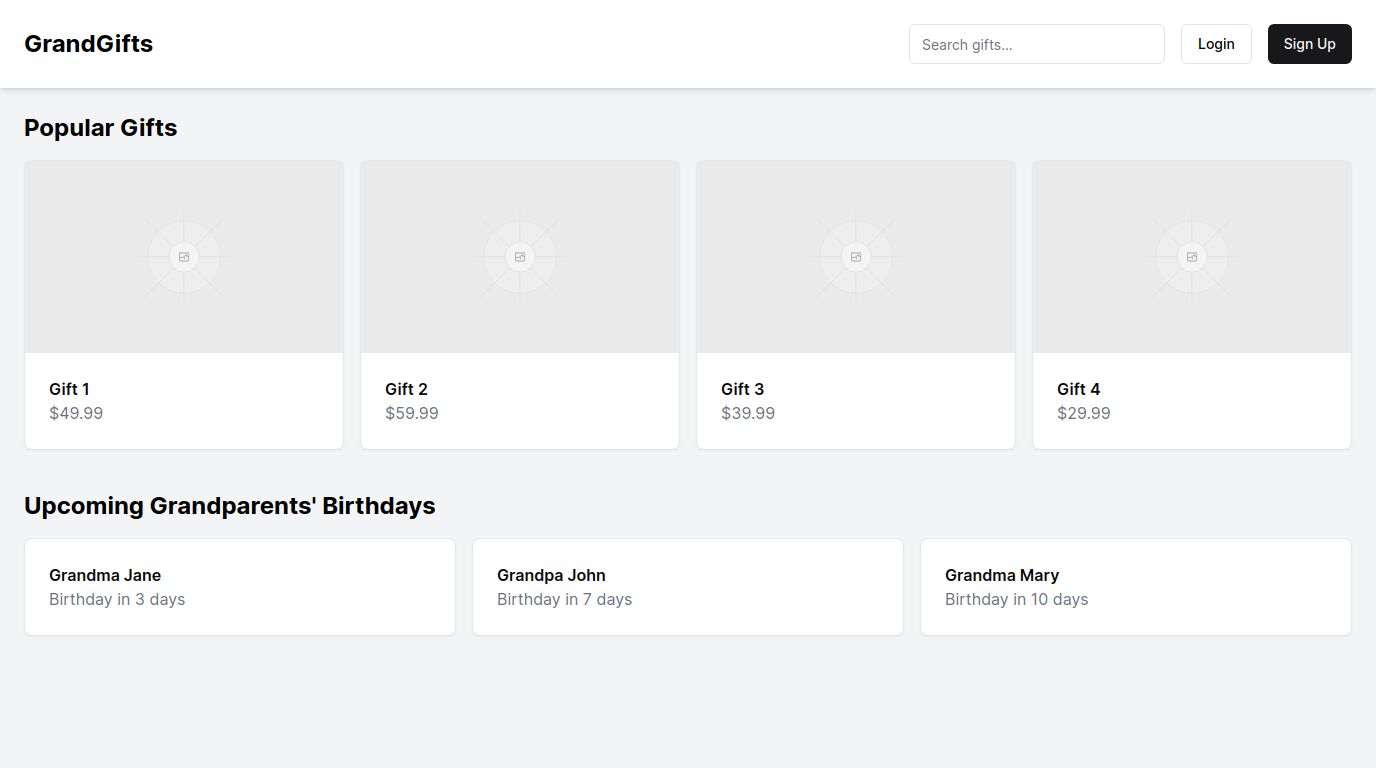 GrandGifts
Search gifts...
Login
Sign Up
Popular Gifts
Gift 1
$49.99
Gift 2
$59.99
Gift 3
$39.99
Gift 4
$29.99
Upcoming Grandparents' Birthdays
Grandma Jane
Birthday in 3 days
Grandpa John
Birthday in 7 days
Grandma Mary
Birthday in 10 days